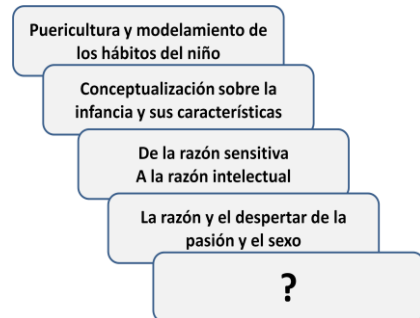 Puericultura y modelamiento de
los hábitos del niño
Conceptualización sobre la
infancia y sus características
De la razón sensitiva
A la razón intelectual
La razón y el despertar de la
pasión y el sexo
?